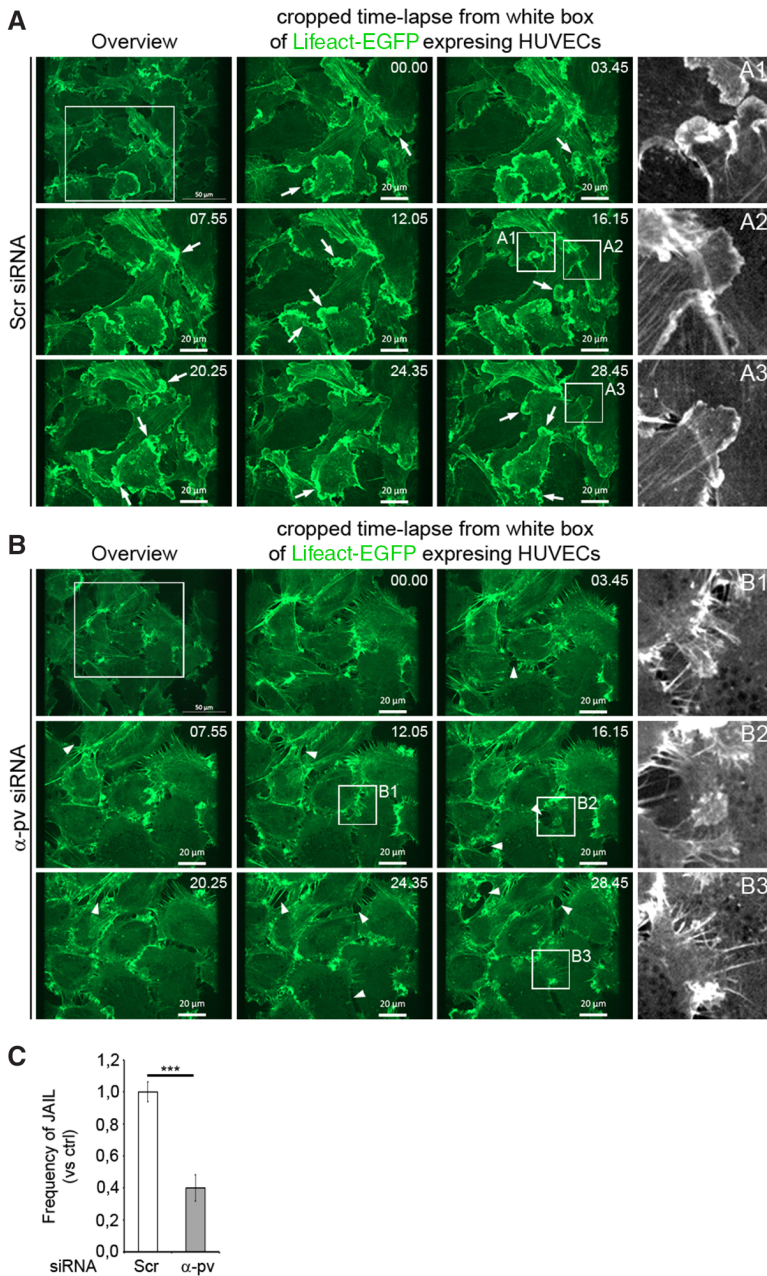 A
Overview
cropped time-lapse from white box
of Lifeact-EGFP expresing HUVECs
Scr siRNA
50 µm
00.00
20 µm
03.45
20 µm
A1
07.55
20 µm
12.05
20 µm
16.15
A1
A2
20 µm
A2
20.25
20 µm
24.35
20 µm
28.45
A3
20 µm
A3
B
Overview
cropped time-lapse from white box
of Lifeact-EGFP expresing HUVECs
α-pv siRNA
50 µm
00.00
20 µm
03.45
20 µm
B1
07.55
20 µm
12.05
B1
20 µm
16.15
B2
20 µm
B2
20.25
20 µm
24.35
20 µm
28.45
B3
20 µm
B3
C
Frequency of JAIL
(vs ctrl)
1,2
1,0
0,8
0,6
0,4
0,2
0,0
***
siRNA Scr α-pv